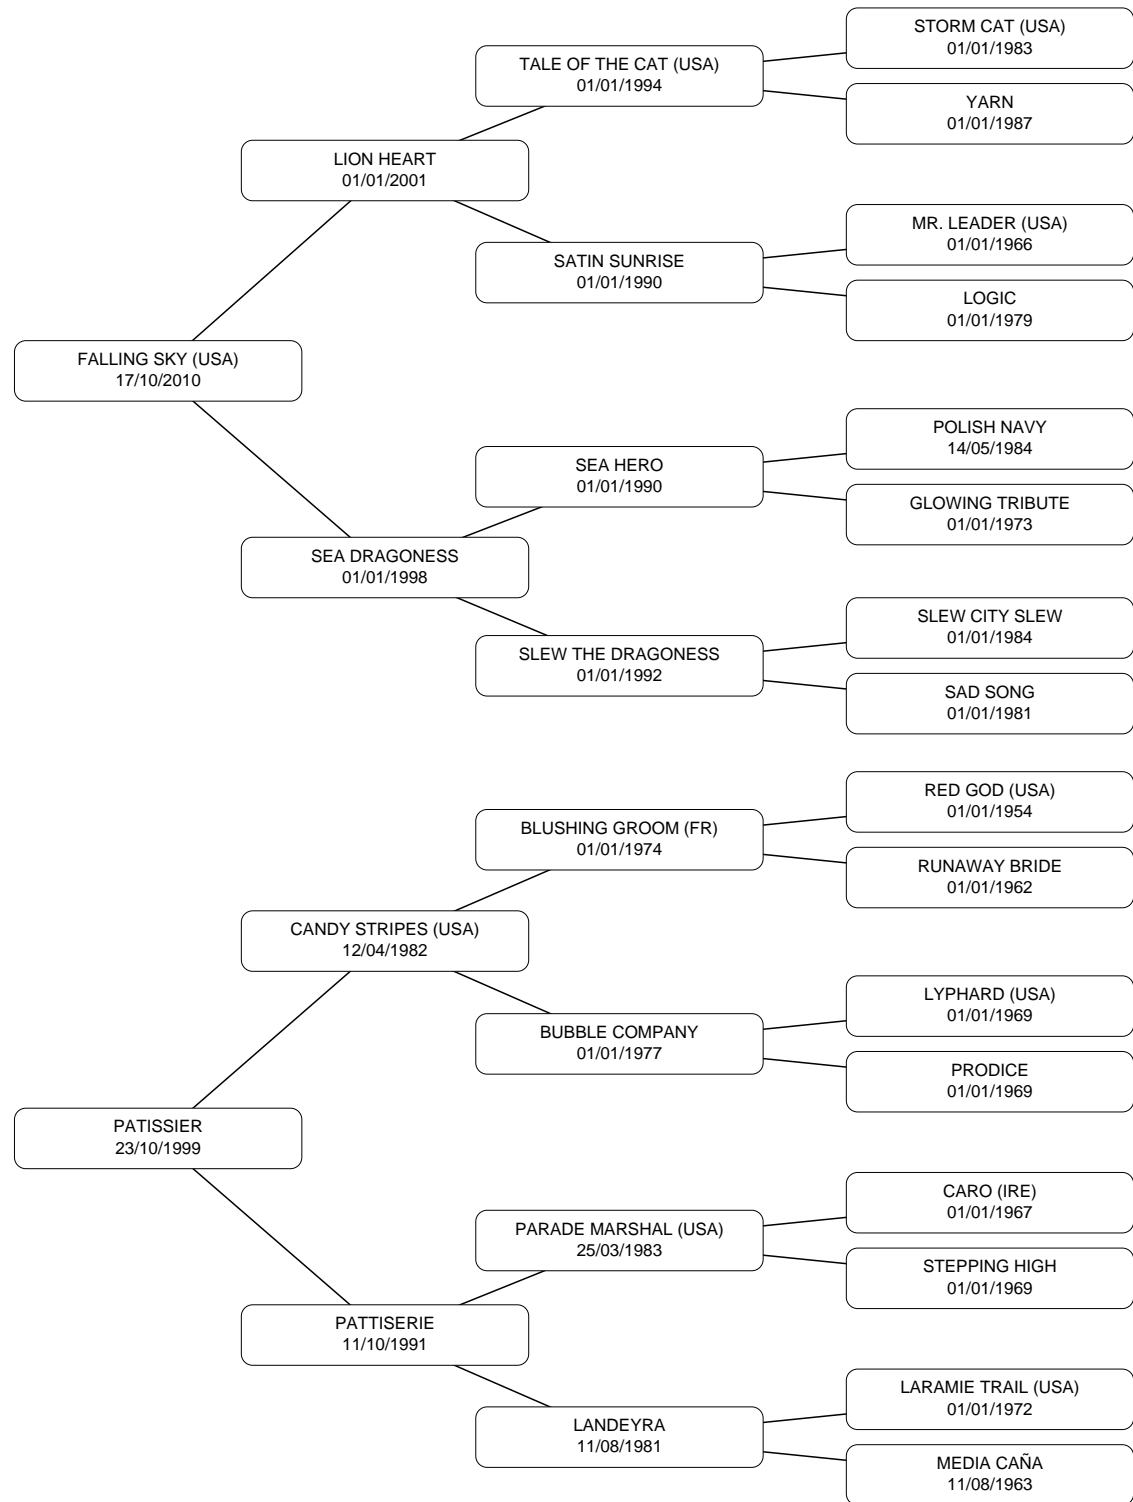 STORM CAT (USA)
01/01/1983
TALE OF THE CAT (USA)
01/01/1994
YARN
01/01/1987
LION HEART
01/01/2001
MR. LEADER (USA)
01/01/1966
SATIN SUNRISE
01/01/1990
LOGIC
01/01/1979
FALLING SKY (USA)
17/10/2010
POLISH NAVY
14/05/1984
SEA HERO
01/01/1990
GLOWING TRIBUTE
01/01/1973
SEA DRAGONESS
01/01/1998
SLEW CITY SLEW
01/01/1984
SLEW THE DRAGONESS
01/01/1992
SAD SONG
01/01/1981
RED GOD (USA)
01/01/1954
BLUSHING GROOM (FR)
01/01/1974
RUNAWAY BRIDE
01/01/1962
CANDY STRIPES (USA)
12/04/1982
LYPHARD (USA)
01/01/1969
BUBBLE COMPANY
01/01/1977
PRODICE
01/01/1969
PATISSIER
23/10/1999
CARO (IRE)
01/01/1967
PARADE MARSHAL (USA)
25/03/1983
STEPPING HIGH
01/01/1969
PATTISERIE
11/10/1991
LARAMIE TRAIL (USA)
01/01/1972
LANDEYRA
11/08/1981
MEDIA CAÑA
11/08/1963